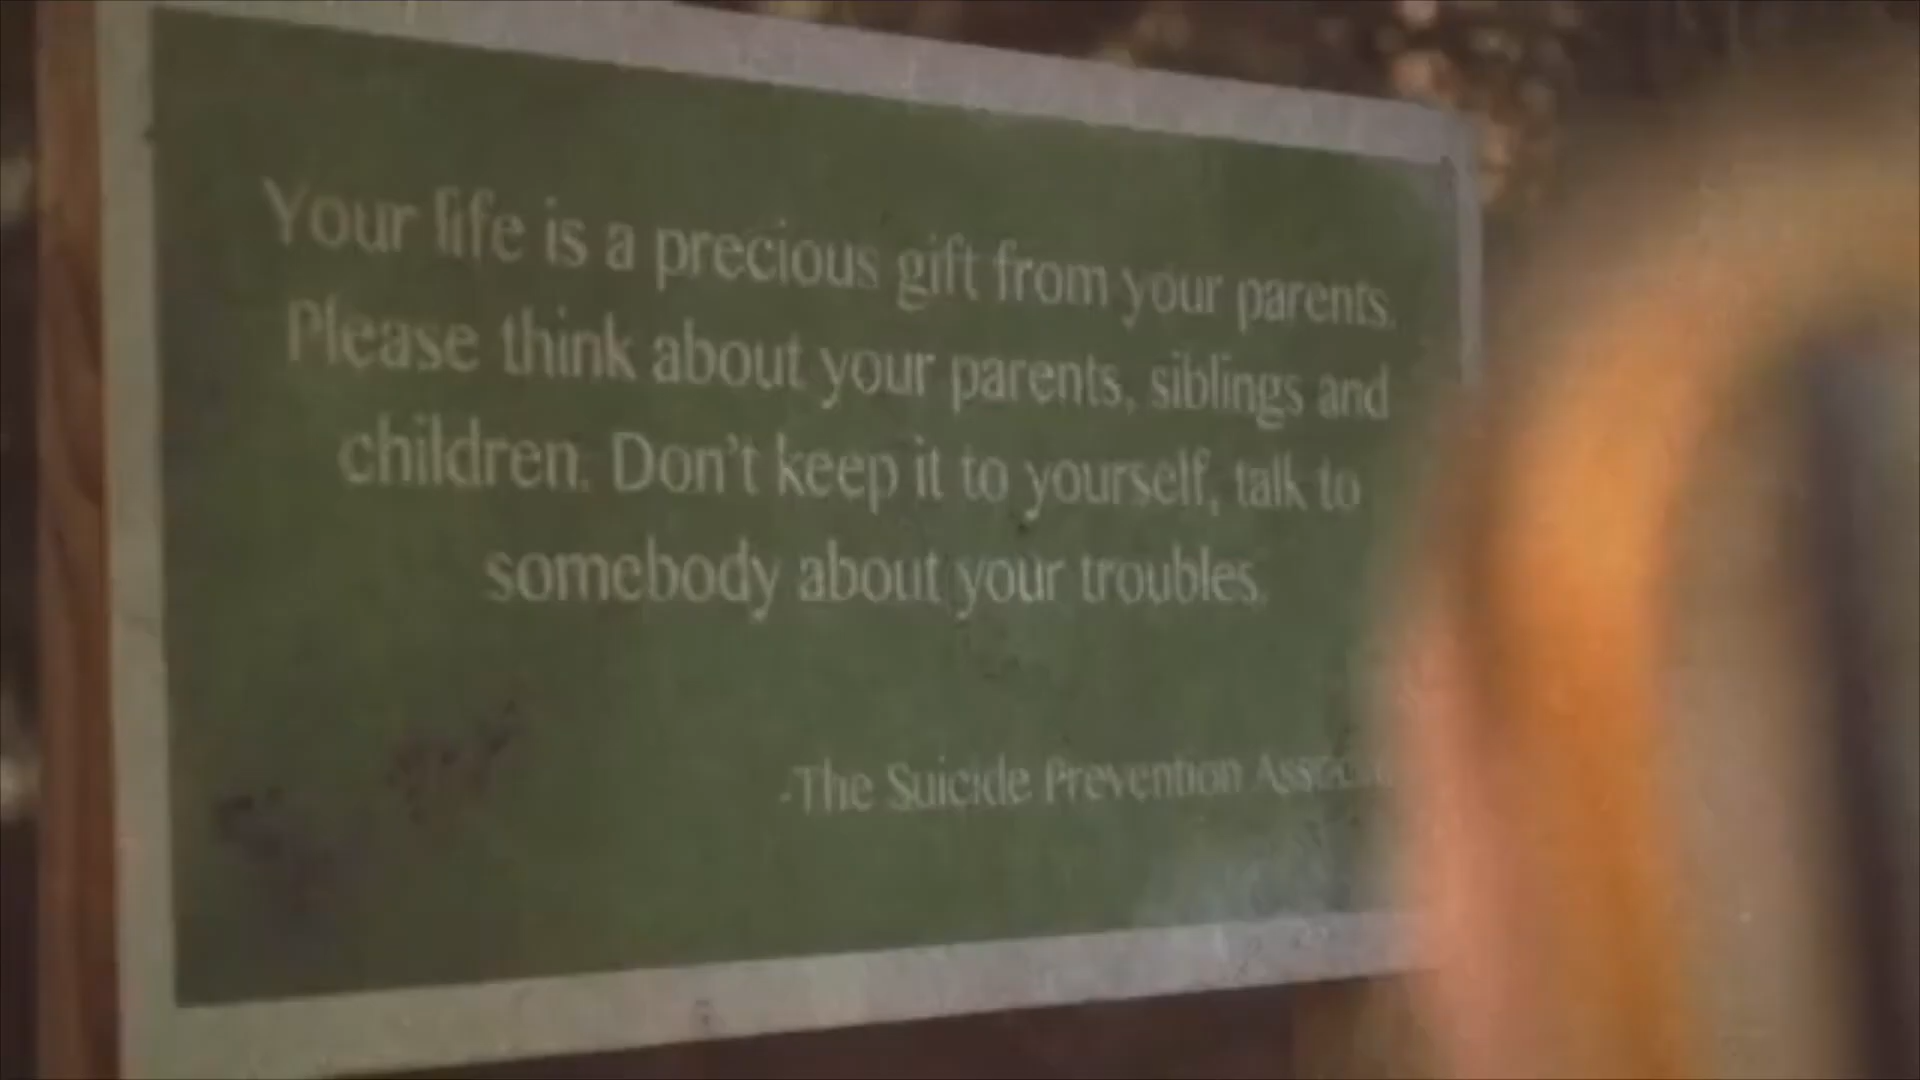 Your life is a precious gift from your parents.
Please think about your parents, siblings and
children. Don't keep it to yourself, talk to
somebody about your troubles.
-The Suicide Prevention